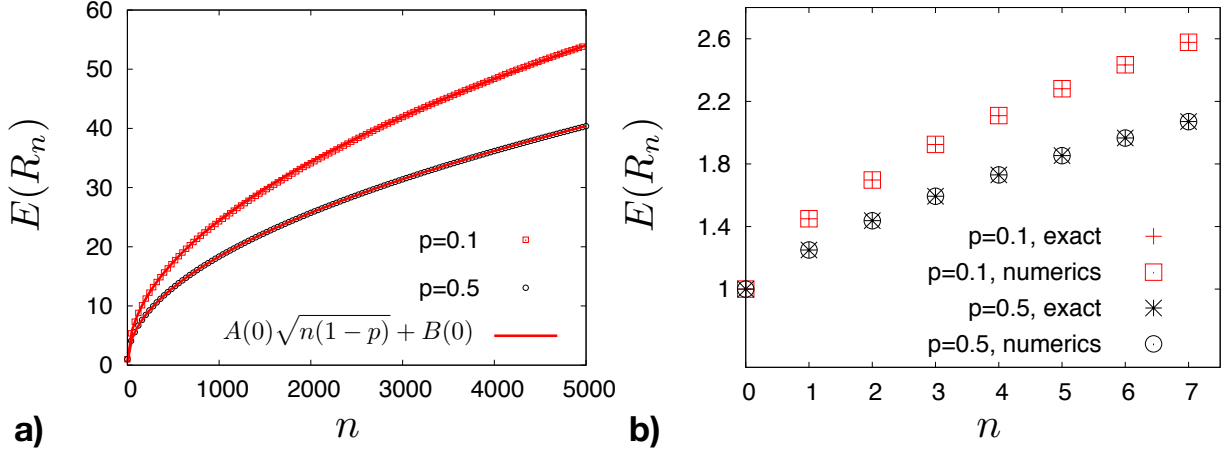 60
50
40
30
20
10
0
E(R_n)
0 1000 2000 3000 4000 5000
n
p=0.1
p=0.5
A(0)√n(1 − p) + B(0)
a)
2.6
2.2
1.8
1.4
1
E(R_n)
0 1 2 3 4 5 6 7
n
p=0.1, exact
p=0.1, numerics
p=0.5, exact
p=0.5, numerics
b)